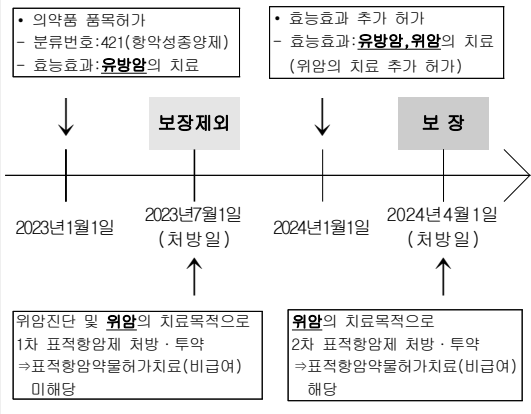 • 의약품 품목허가
- 분류번호:421(항악성종양제)
- 효능효과:유방암의 치료
• 효능효과 추가 허가
- 효능효과:유방암,위암의 치료
(위암의 치료 추가 허가)
보장제외
보 장
2023년1월1일
2023년7월1일
(처방일)
2024년1월1일
2024년4월1일
(처방일)
위암진단 및 위암의 치료목적으로
1차 표적항암제 처방·투약
⇒표적항암약물허가치료(비급여)
미해당
위암의 치료목적으로
2차 표적항암제 처방·투약
⇒표적항암약물허가치료(비급여)
해당